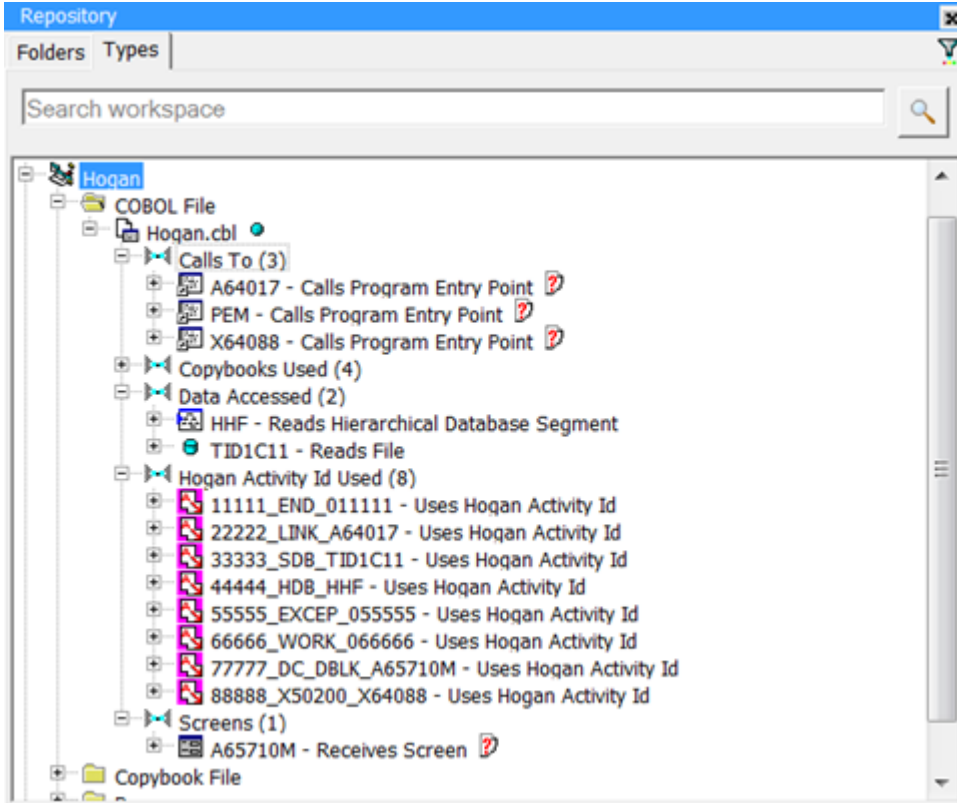 Repository
Folders Types
Search workspace
Hogan
COBOL File
Hogan.cbl
Calls To (3)
A64017 - Calls Program Entry Point
PEM - Calls Program Entry Point
X64088 - Calls Program Entry Point
Copybooks Used (4)
Data Accessed (2)
HHF - Reads Hierarchical Database Segment
TID1C11 - Reads File
Hogan Activity Id Used (8)
11111_END_011111 - Uses Hogan Activity Id
22222_LINK_A64017 - Uses Hogan Activity Id
33333_SDB_TID1C11 - Uses Hogan Activity Id
44444_HDB_HHF - Uses Hogan Activity Id
55555_EXCEP_055555 - Uses Hogan Activity Id
66666_WORK_066666 - Uses Hogan Activity Id
77777_DC_DBLK_A65710M - Uses Hogan Activity Id
88888_X50200_X64088 - Uses Hogan Activity Id
Screens (1)
A65710M - Receives Screen
Copybook File